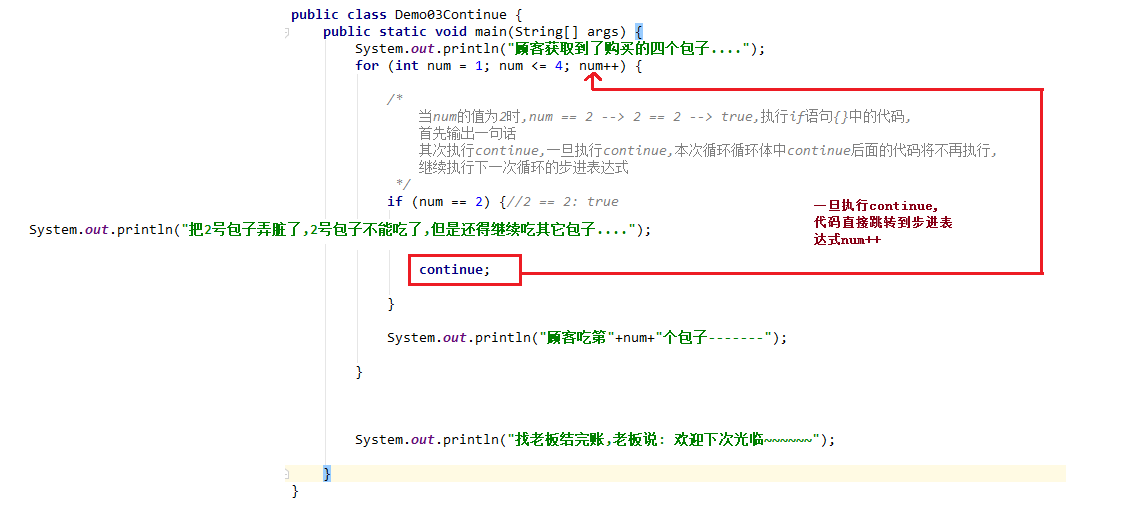 public class Demo03Continue {
public static void main(String[] args) {
System.out.println("顾客获取到了购买的四个包子....");
for (int num = 1; num <= 4; num++) {
/*
当num的值为2时,num == 2 --> 2 == 2 --> true,执行if语句{}中的代码,
首先输出一句话
其次执行continue,一旦执行continue,本次循环循环体中continue后面的代码将不再执行,
继续执行下一次循环的步进表达式
*/
if (num == 2) {//2 == 2: true
一旦执行continue,
代码直接跳转到步进表
达式num++
System.out.println("把2号包子弄脏了,2号包子不能吃了,但是还得继续吃其它包子....");
continue;
}
System.out.println("顾客吃第"+num+"个包子-------");
}
System.out.println("找老板结完账,老板说: 欢迎下次光临~~~~~~");
}
}